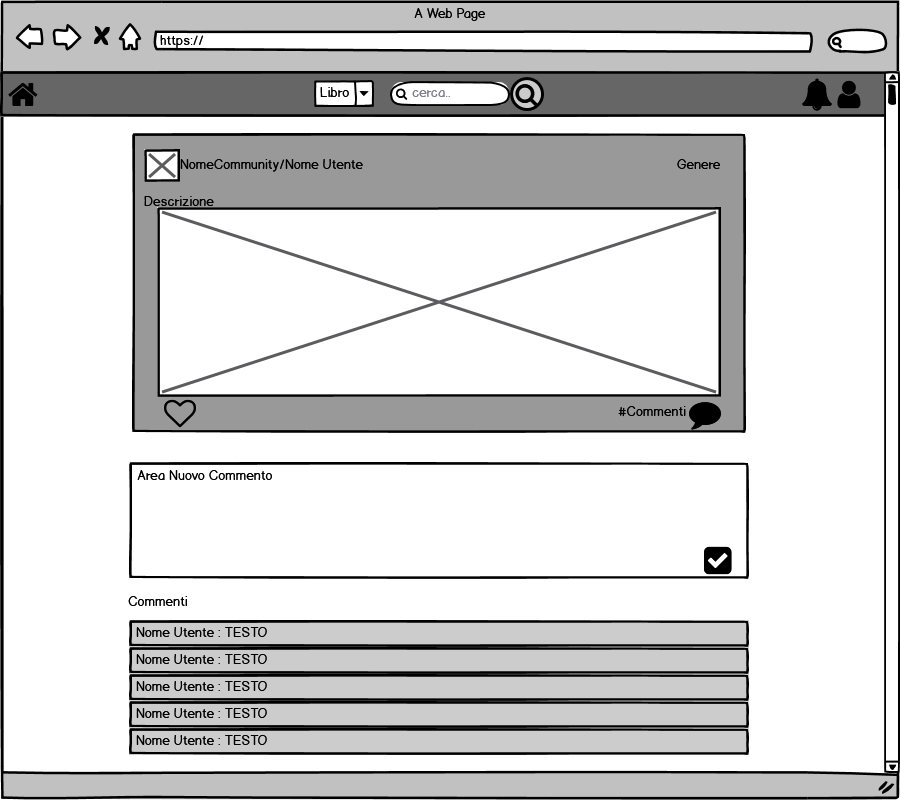 A Web Page
https://
Libro
cerca..
NomeCommunity/Nome Utente
Genere
Descrizione
#Commenti
Area Nuovo Commento
Commenti
Nome Utente : TESTO
Nome Utente : TESTO
Nome Utente : TESTO
Nome Utente : TESTO
Nome Utente : TESTO